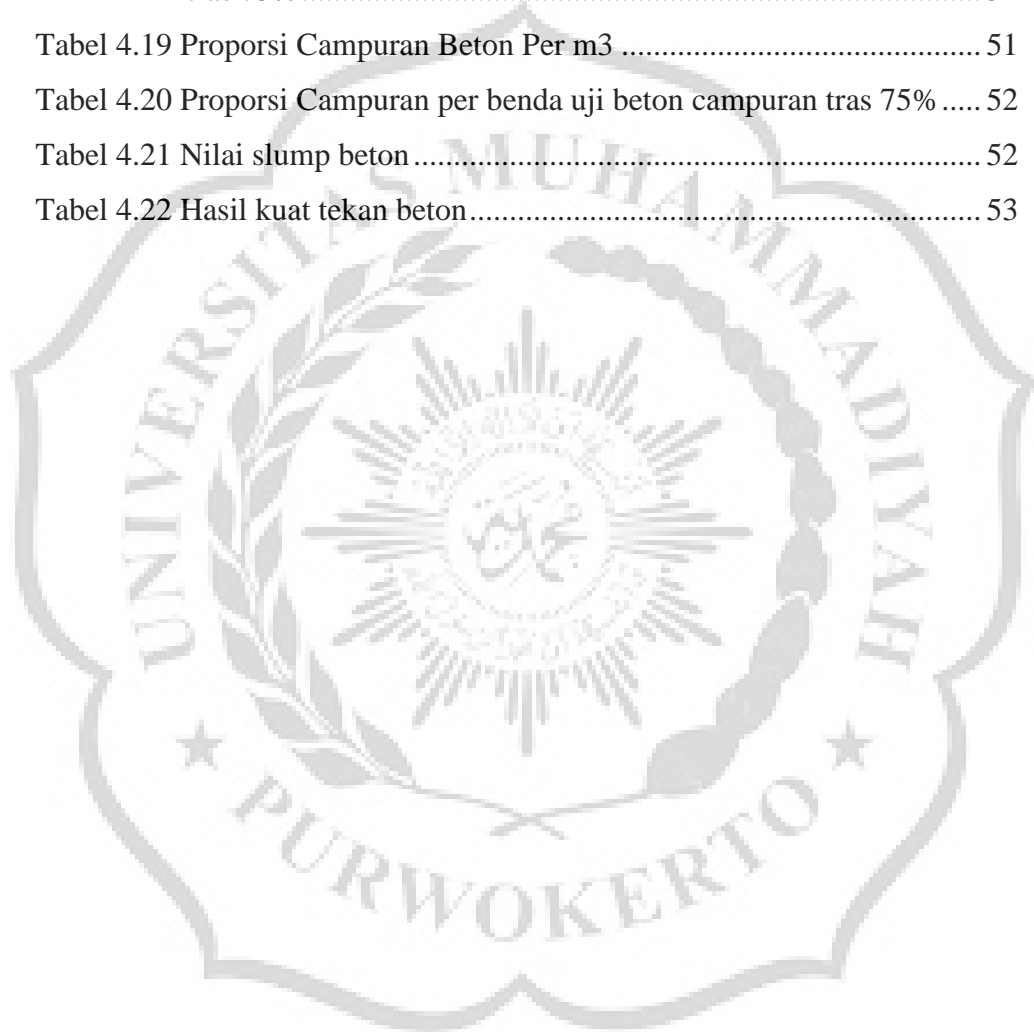 Tabel 4.19 Proporsi Campuran Beton Per m3 ............................................. 51
Tabel 4.20 Proporsi Campuran per benda uji beton campuran tras 75% ..... 52
Tabel 4.21 Nilai slump beton .......................................................................... 52
Tabel 4.22 Hasil kuat tekan beton ................................................................ 53
UNIVERSITAS MUHAMMADIYAH
PURWOKERTO